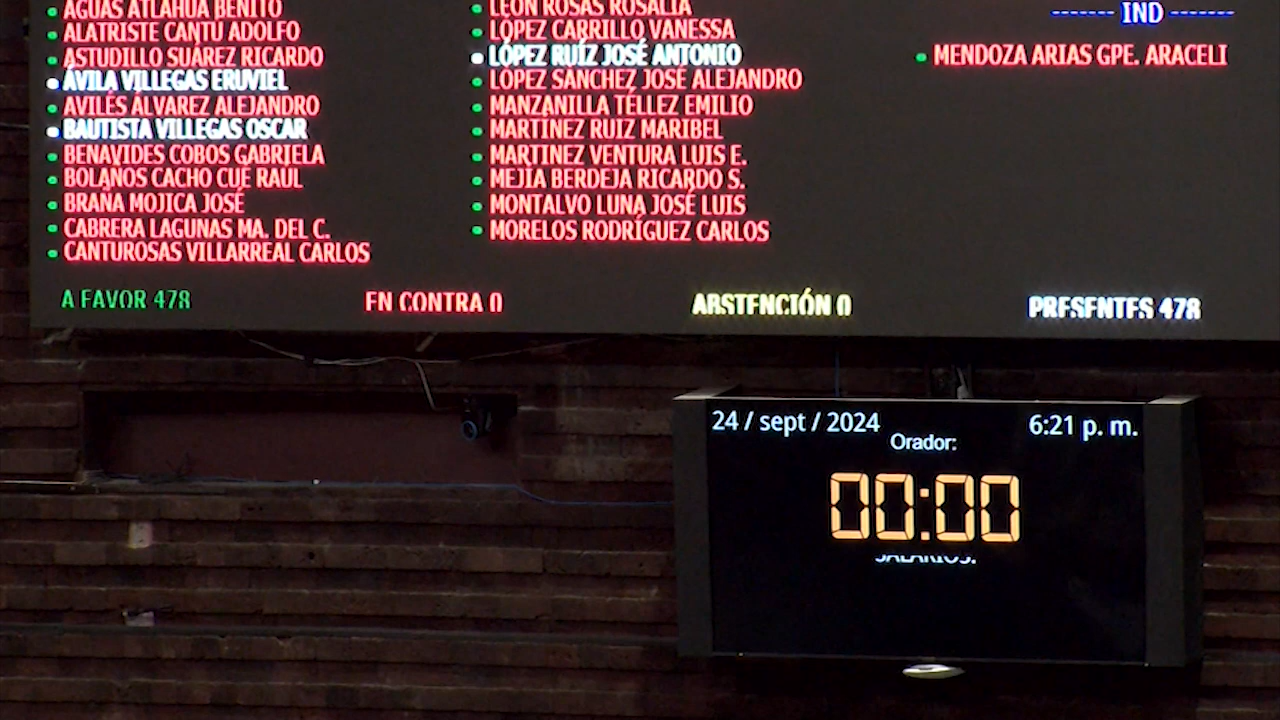 AGUAS ATLAHUA BENITO
ALATRISTE CANTÚ ADOLFO
ASTUDILLO SUÁREZ RICARDO
ÁVILA VILLEGAS ERUVIEL
AVILÉS ÁLVAREZ ALEJANDRO
BAUTISTA VILLEGAS OSCAR
BENAVIDES COBOS GABRIELA
BOLAÑOS CACHO CUÉ RAÚL
BRAÑA MOJICA JOSÉ
CABRERA LAGUNAS MA. DEL C.
CANTUROSAS VILLARREAL CARLOS
LEÓN ROSAS ROSALÍA
LÓPEZ CARRILLO VANESSA
LÓPEZ RUÍZ JOSÉ ANTONIO
LÓPEZ SÁNCHEZ JOSÉ ALEJANDRO
MANZANILLA TÉLLEZ EMILIO
MARTÍNEZ RUIZ MARIBEL
MARTÍNEZ VENTURA LUIS E.
MEJÍA BERDEJA RICARDO S.
MONTALVO LUNA JOSÉ LUIS
MORELOS RODRÍGUEZ CARLOS
------- IND -------
MENDOZA ARIAS GPE. ARACELI
A FAVOR 478 EN CONTRA 0 ABSTENCIÓN 0 PRESENTES 478
24 / sept / 2024 6:21 p. m.
Orador:
00:00
SALARIOS.